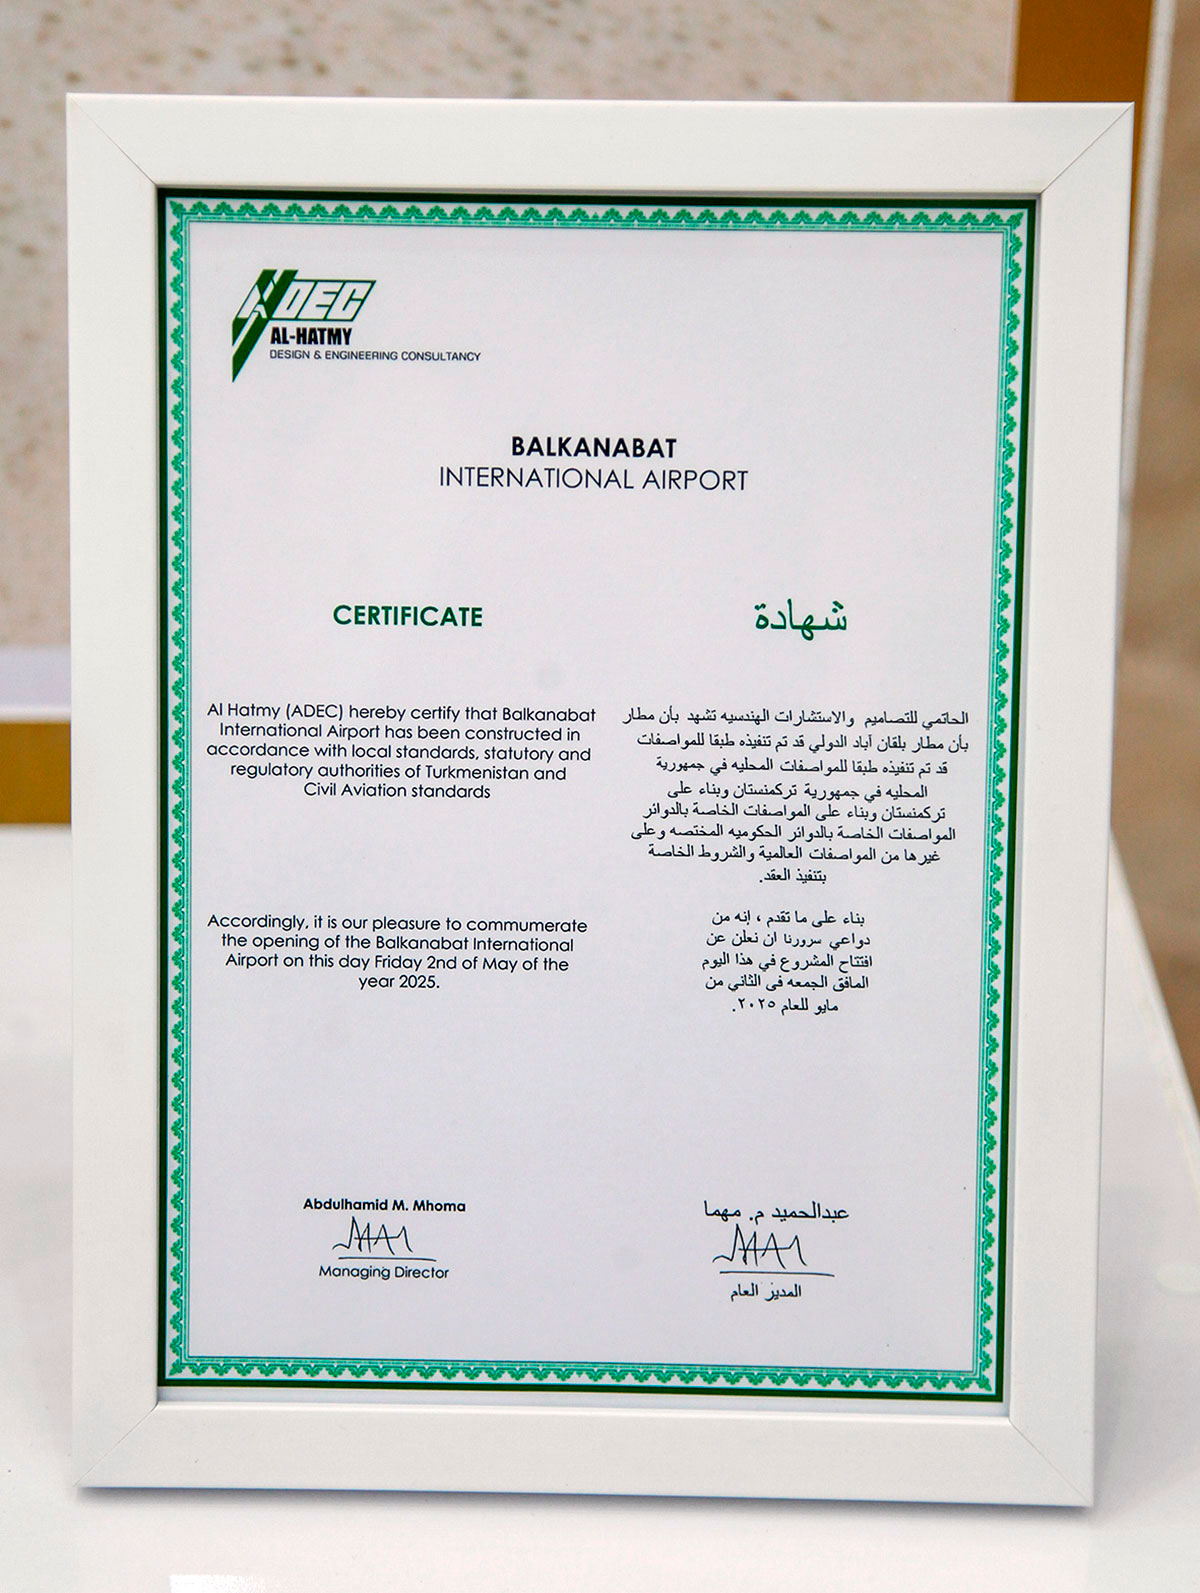 ADEC
AL-HATMY
DESIGN & ENGINEERING CONSULTANCY
BALKANABAT
INTERNATIONAL AIRPORT
CERTIFICATE
Al Hatmy (ADEC) hereby certify that Balkanabat
International Airport has been constructed in
accordance with local standards, statutory and
regulatory authorities of Turkmenistan and
Civil Aviation standards
Accordingly, it is our pleasure to commumerate
the opening of the Balkanabat International
Airport on this day Friday 2nd of May of the
year 2025.
Abdulhamid M. Mhoma
Managing Director
شهادة
الحاتمي للتصاميم والاستشارات الهندسيه تشهد بأن مطار
بأن مطار بلقان آباد الدولي قد تم تنفيذه طبقا للمواصفات
قد تم تنفيذه طبقا للمواصفات المحليه في جمهورية
المحليه في جمهورية تركمنستان وبناء على
تركمنستان وبناء على المواصفات الخاصة بالدوائر
المواصفات الخاصة بالدوائر الحكوميه المختصه وعلى
غيرها من المواصفات العالمية والشروط الخاصة
بتنفيذ العقد.
بناء على ما تقدم ، إنه من
دواعي سرورنا ان نعلن عن
افتتاح المشروع في هذا اليوم
المافق الجمعه فى الثاني من
مايو للعام ٢٠٢٥.
عبدالحميد م. مهما
المدير العام